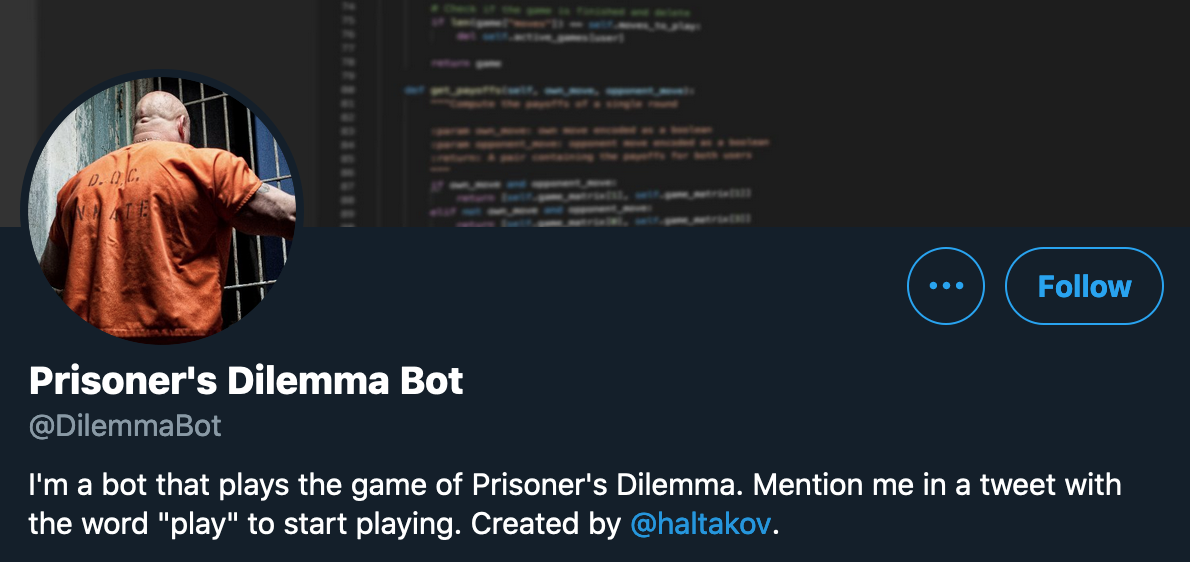 74
75
76
77
78
79
80
81
82
83
84
85
86
87
88
89
# Check if the game is finished and delete
if len(game["moves"]) == self.moves_to_play:
del self.active_games[user]
return game
def get_payoffs(self, own_move, opponent_move):
"""Compute the payoffs of a single round
:param own_move: own move encoded as a boolean
:param opponent_move: opponent move encoded as a boolean
:return: A pair containing the payoffs for both users
"""
if own_move and opponent_move:
return [self.game_matrix[1], self.game_matrix[1]]
elif not own_move and opponent_move:
return [self.game_matrix[0], self.game_matrix[3]]
D.O.C.
INMATE
Follow
Prisoner's Dilemma Bot
@DilemmaBot
I'm a bot that plays the game of Prisoner's Dilemma. Mention me in a tweet with
the word "play" to start playing. Created by @haltakov.